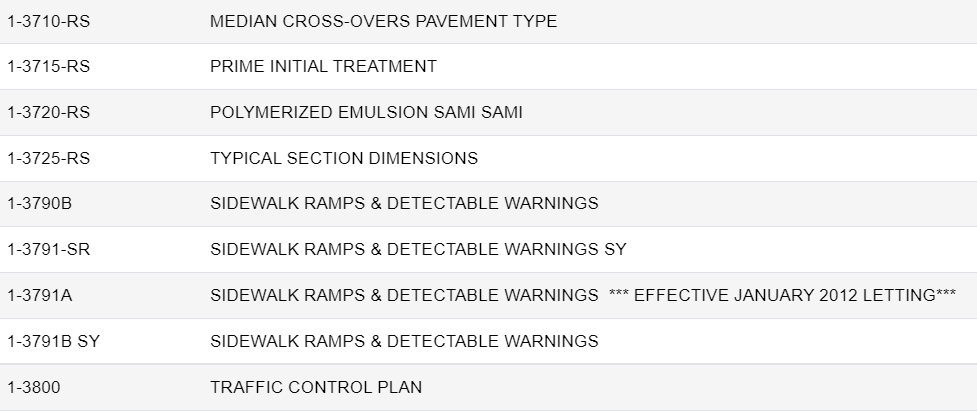 1-3710-RS MEDIAN CROSS-OVERS PAVEMENT TYPE
1-3715-RS PRIME INITIAL TREATMENT
1-3720-RS POLYMERIZED EMULSION SAMI SAMI
1-3725-RS TYPICAL SECTION DIMENSIONS
1-3790B SIDEWALK RAMPS & DETECTABLE WARNINGS
1-3791-SR SIDEWALK RAMPS & DETECTABLE WARNINGS SY
1-3791A SIDEWALK RAMPS & DETECTABLE WARNINGS *** EFFECTIVE JANUARY 2012 LETTING***
1-3791B SY SIDEWALK RAMPS & DETECTABLE WARNINGS
1-3800 TRAFFIC CONTROL PLAN